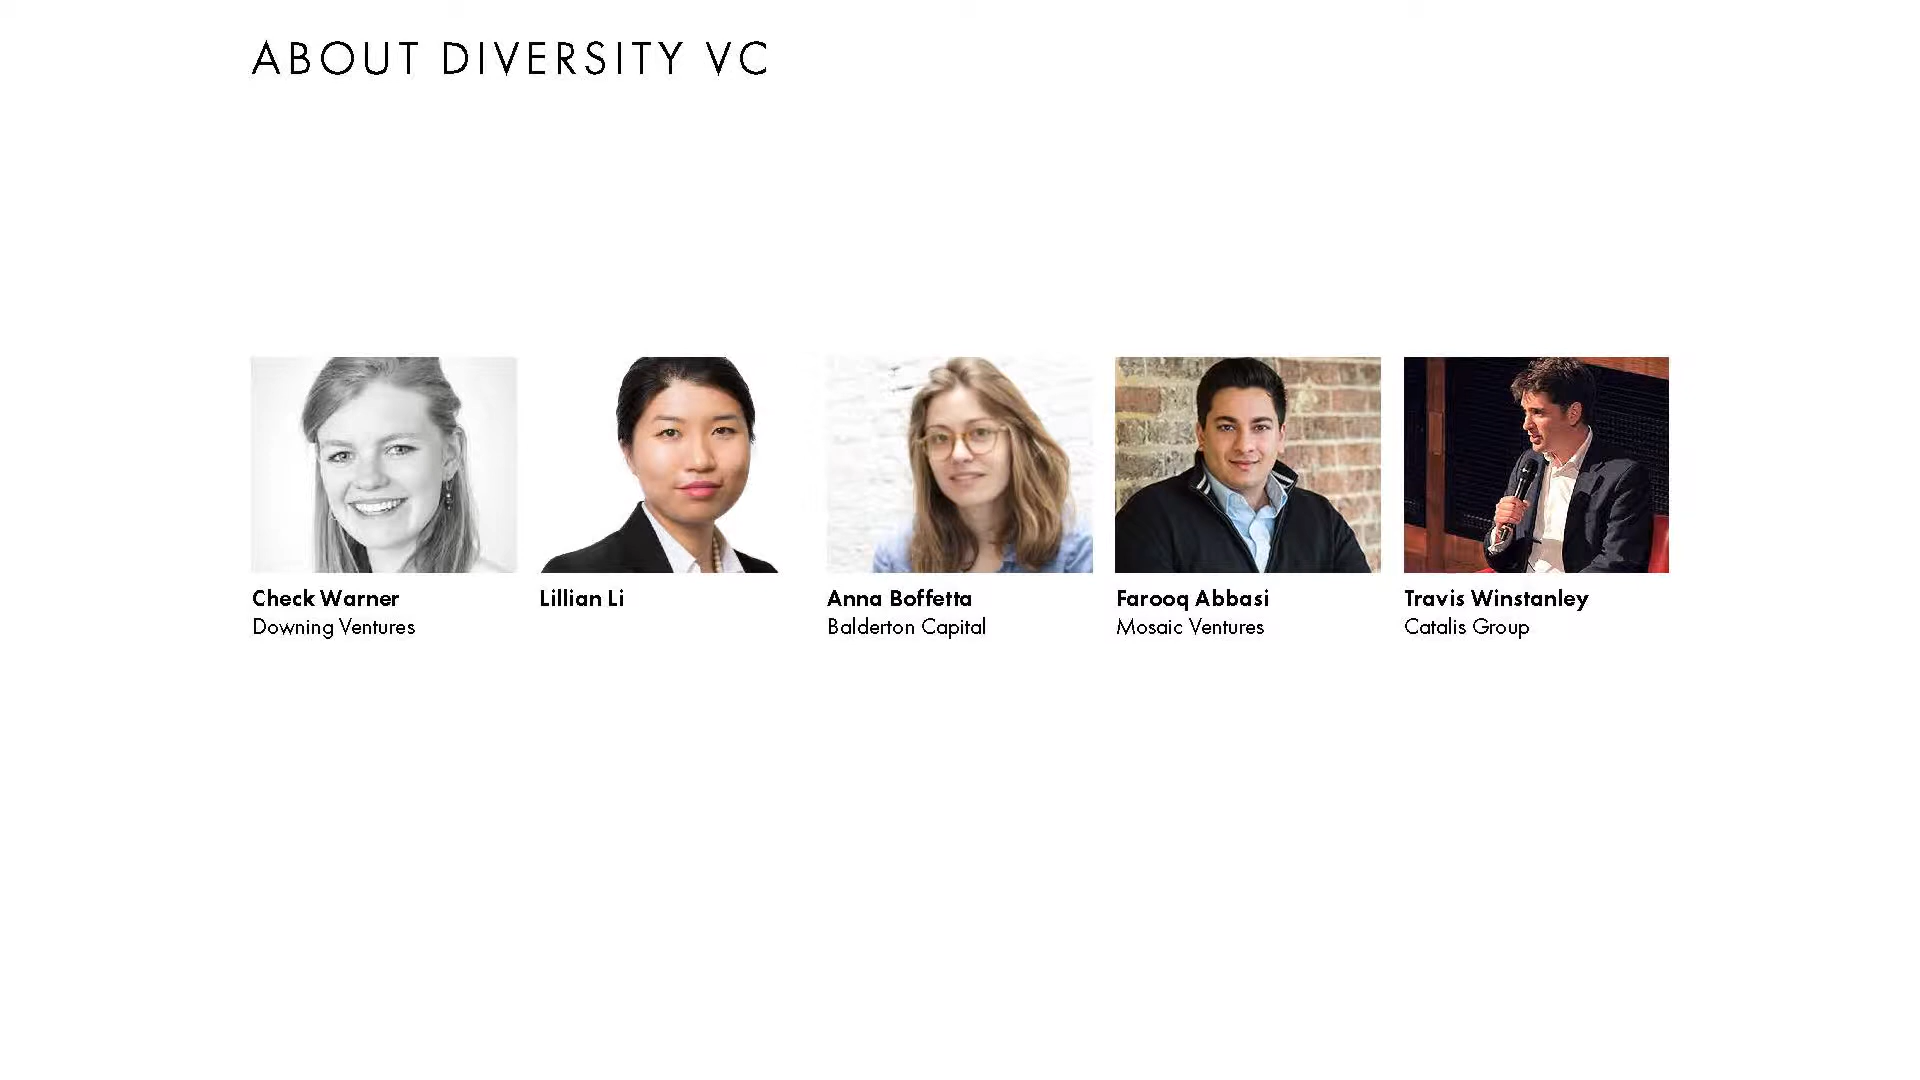 ABOUT DIVERSITY VC
Check Warner
Downing Ventures
Lillian Li
Anna Boffetta
Balderton Capital
Farooq Abbasi
Mosaic Ventures
Travis Winstanley
Catalis Group